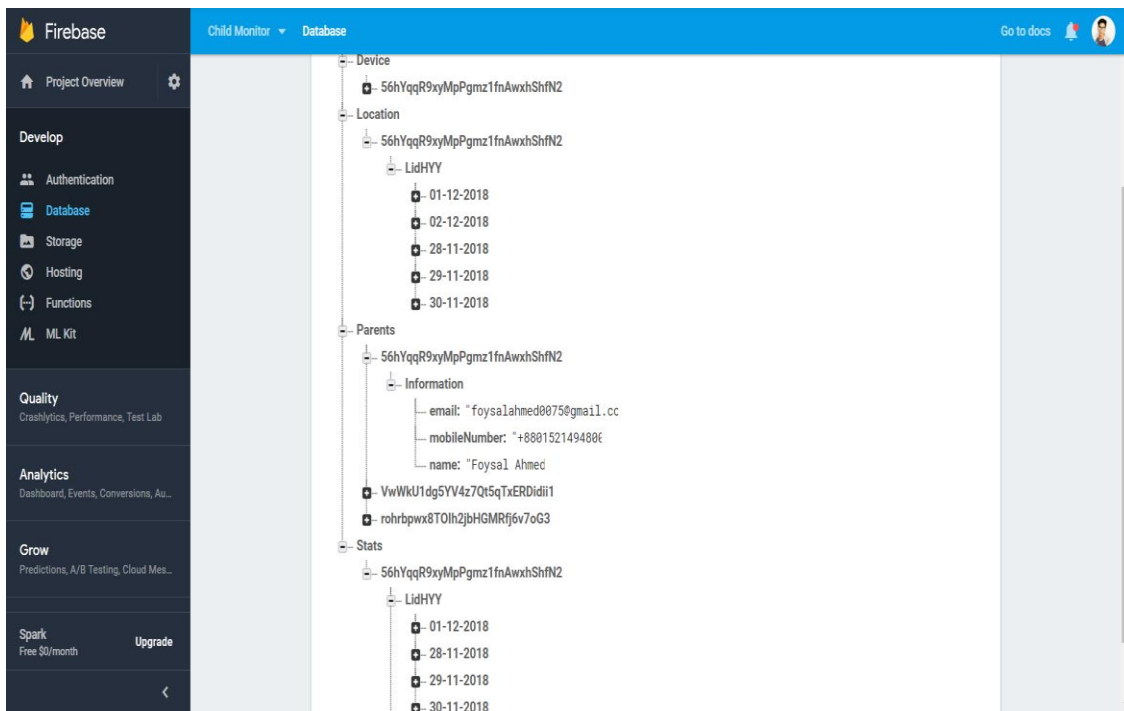 Firebase
Child Monitor Database Go to docs
Project Overview
Develop
Authentication
Database
Storage
Hosting
Functions
ML Kit
Quality
Crashlytics, Performance, Test Lab
Analytics
Dashboard, Events, Conversions, Au...
Grow
Predictions, A/B Testing, Cloud Mes...
Spark
Free $0/month
Upgrade
Device
56hYqqR9xyMpPgmz1fnAwxhShfN2
Location
56hYqqR9xyMpPgmz1fnAwxhShfN2
LidHYY
01-12-2018
02-12-2018
28-11-2018
29-11-2018
30-11-2018
Parents
56hYqqR9xyMpPgmz1fnAwxhShfN2
Information
email: "foysalahmed0075@gmail.cc
mobileNumber: "+8801521494806
name: "Foysal Ahmed
VwWkU1dg5YV4z7Qt5qTxERDidii1
rohrbpwx8TOIh2jbHGMRfj6v7oG3
Stats
56hYqqR9xyMpPgmz1fnAwxhShfN2
LidHYY
01-12-2018
28-11-2018
29-11-2018
30-11-2018